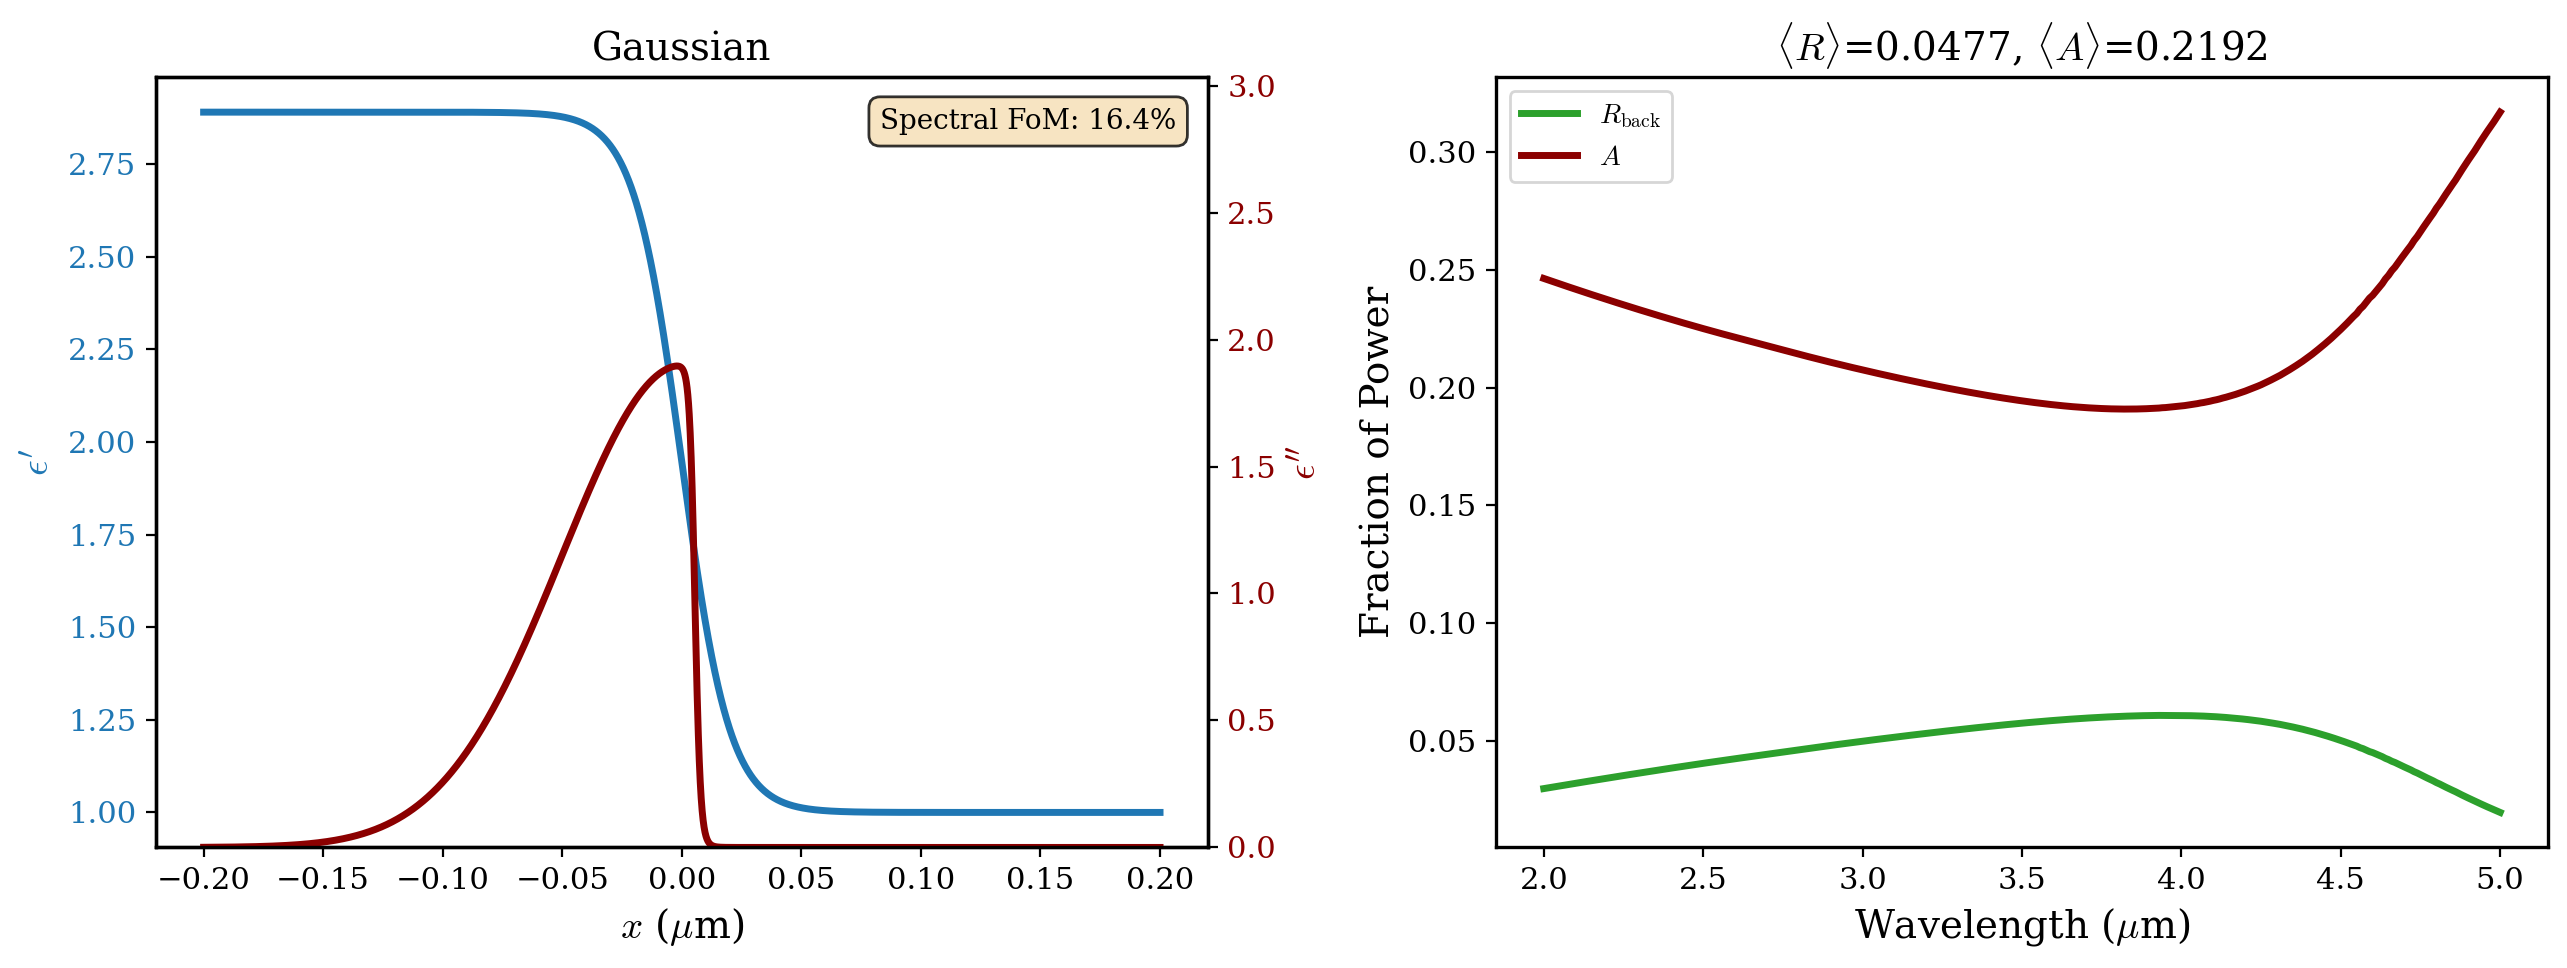 Gaussian
Spectral FoM: 16.4%
ϵ′
2.75
2.50
2.25
2.00
1.75
1.50
1.25
1.00
3.0
2.5
2.0
1.5
1.0
0.5
0.0
ϵ″
−0.20 −0.15 −0.10 −0.05 0.00 0.05 0.10 0.15 0.20
x (μm)
⟨R⟩=0.0477, ⟨A⟩=0.2192
R_back
A
Fraction of Power
0.30
0.25
0.20
0.15
0.10
0.05
2.0 2.5 3.0 3.5 4.0 4.5 5.0
Wavelength (μm)